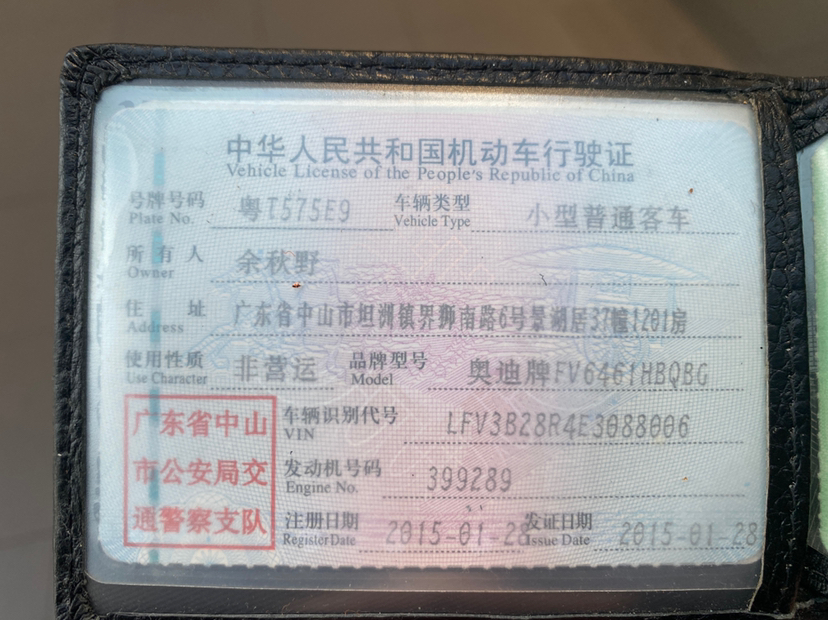 中华人民共和国机动车行驶证
Vehicle License of the People's Republic of China
号牌号码 粤T575E9 车辆类型 小型普通客车
Plate No. Vehicle Type
所有人 余秋野
Owner
住址 广东省中山市坦洲镇界狮南路6号景湖居37幢1201房
Address
使用性质 非营运 品牌型号 奥迪牌FV6461HBQBG
Use Character Model
广东省中山
市公安局交
通警察支队
车辆识别代号 LFV3B28R4E3088006
VIN
发动机号码 399289
Engine No.
注册日期 2015-01-28 发证日期 2015-01-28
Register Date Issue Date